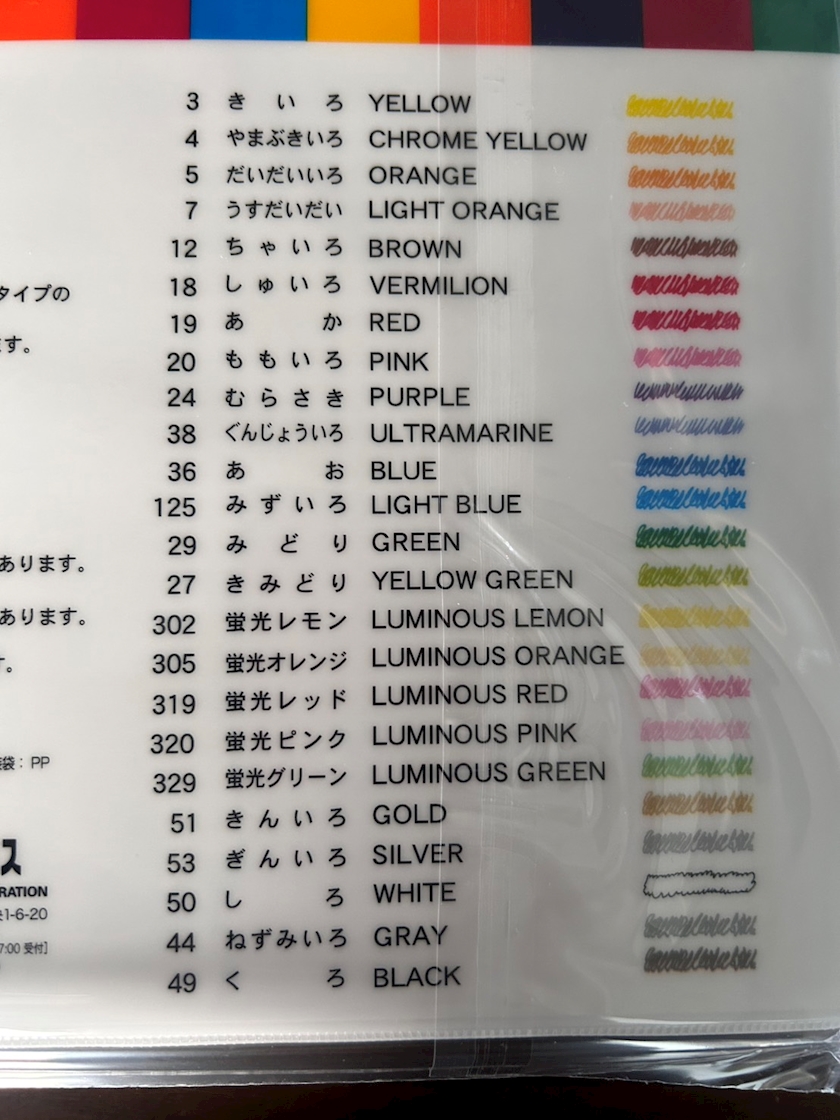 3 きいろ YELLOW
4 やまぶきいろ CHROME YELLOW
5 だいだいいろ ORANGE
7 うすだいだい LIGHT ORANGE
12 ちゃいろ BROWN
18 しゅいろ VERMILION
19 あか RED
20 ももいろ PINK
24 むらさき PURPLE
38 ぐんじょういろ ULTRAMARINE
36 あお BLUE
125 みずいろ LIGHT BLUE
29 みどり GREEN
27 きみどり YELLOW GREEN
302 蛍光レモン LUMINOUS LEMON
305 蛍光オレンジ LUMINOUS ORANGE
319 蛍光レッド LUMINOUS RED
320 蛍光ピンク LUMINOUS PINK
329 蛍光グリーン LUMINOUS GREEN
51 きんいろ GOLD
53 ぎんいろ SILVER
50 しろ WHITE
44 ねずみいろ GRAY
49 くろ BLACK
タイプの
す。
あります。
あります。
す。
袋：PP
ス
RATION
1-6-20
7:00 受付]